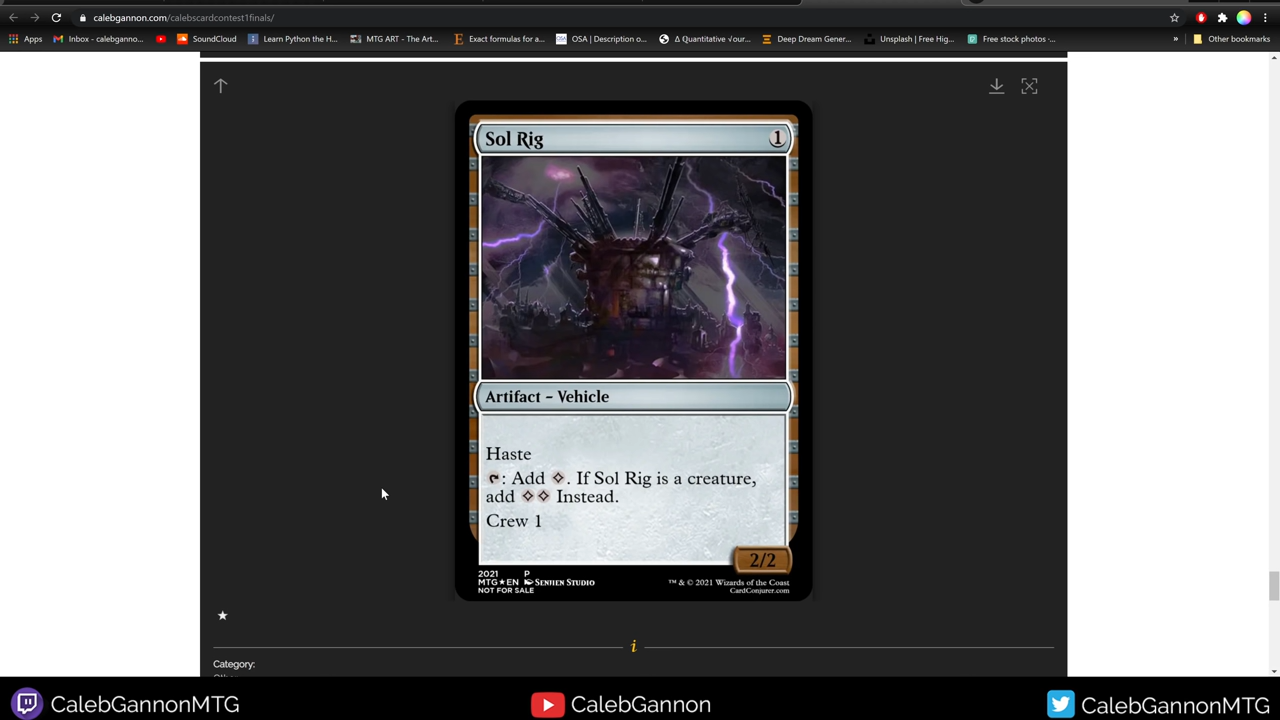 calebgannon.com/calebscardcontest1finals/
Apps
Inbox - calebganno...
SoundCloud
Learn Python the H...
MTG ART - The Art...
Exact formulas for a...
OSA | Description o...
Δ Quantitative √our...
Deep Dream Gener...
Unsplash | Free Hig...
Free stock photos ·...
»
Other bookmarks
Sol Rig
1
Artifact – Vehicle
Haste
: Add . If Sol Rig is a creature,
add Instead.
Crew 1
2/2
2021 P
MTG★EN Senhen Studio
NOT FOR SALE
™ & © 2021 Wizards of the Coast
CardConjurer.com
Category:
CalebGannonMTG
CalebGannon
CalebGannonMTG